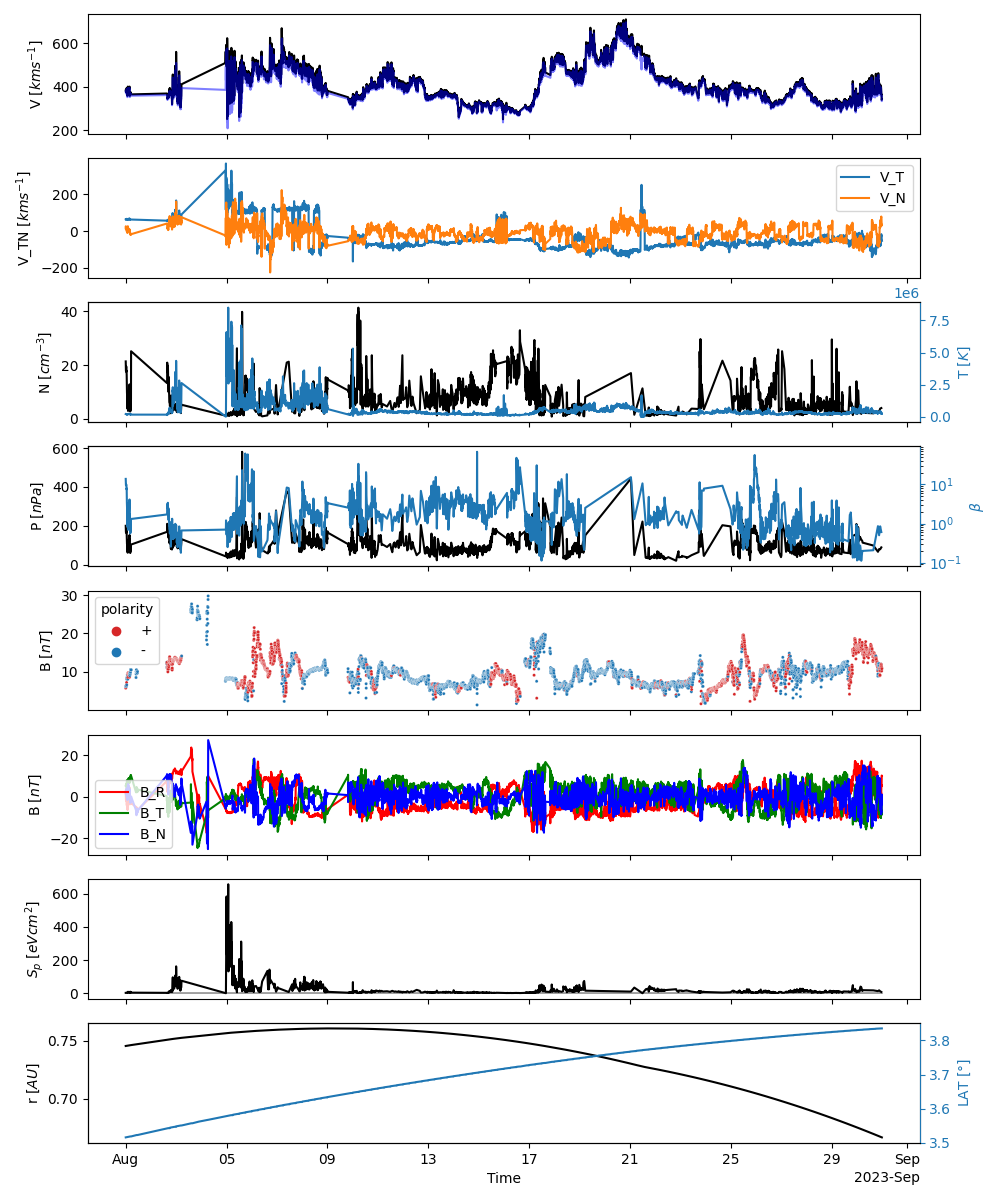 600
400
200
V [kms⁻¹]
200
0
−200
V_TN [kms⁻¹]
V_T
V_N
1e6
40
20
0
N [cm⁻³]
7.5
5.0
2.5
0.0
T [K]
600
400
200
0
P [nPa]
10¹
10⁰
10⁻¹
β
30
20
10
B [nT]
polarity
+
-
20
0
−20
B [nT]
B_R
B_T
B_N
600
400
200
0
Sₚ [eVcm²]
0.75
0.70
r [AU]
3.8
3.7
3.6
3.5
LAT [°]
Aug 05 09 13 17 21 25 29 Sep
Time
2023-Sep